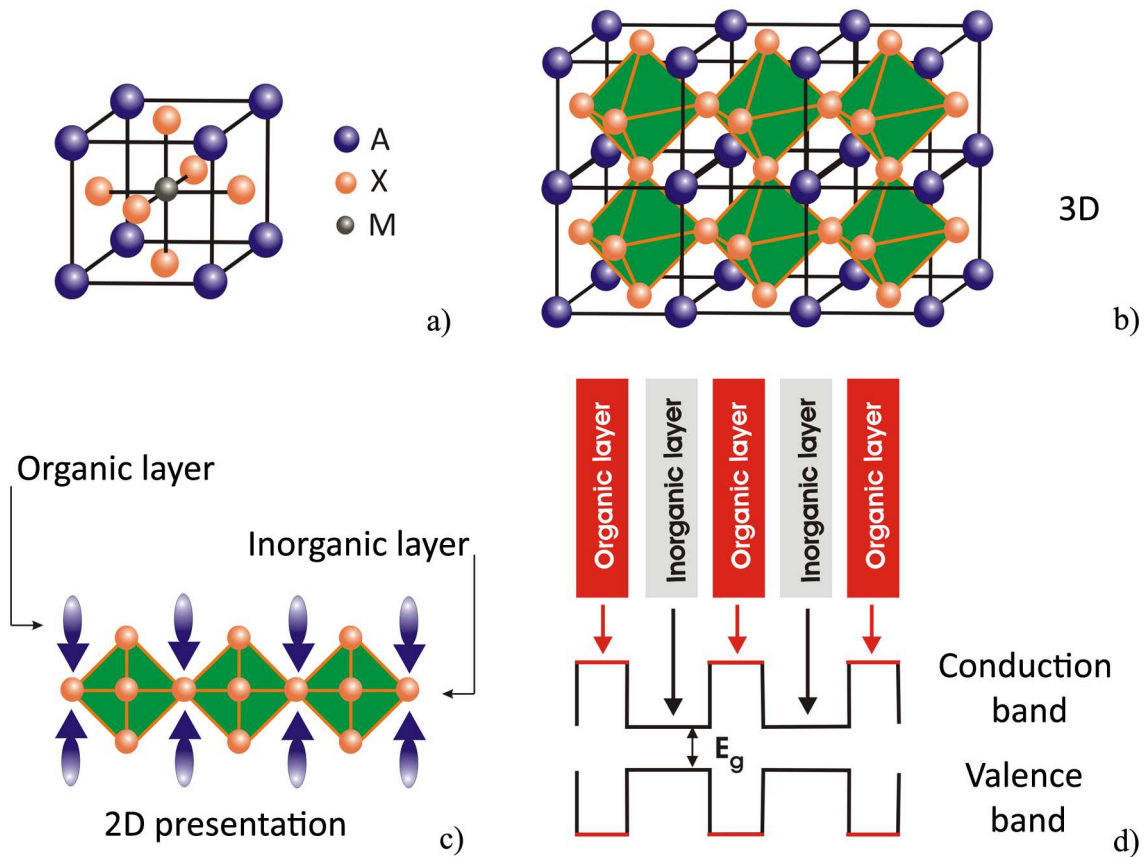 A
X
M
a)
3D
b)
Organic layer
Inorganic layer
2D presentation
c)
Organic layer
Inorganic layer
Organic layer
Inorganic layer
Organic layer
Conduction
band
Eg
Valence
band
d)